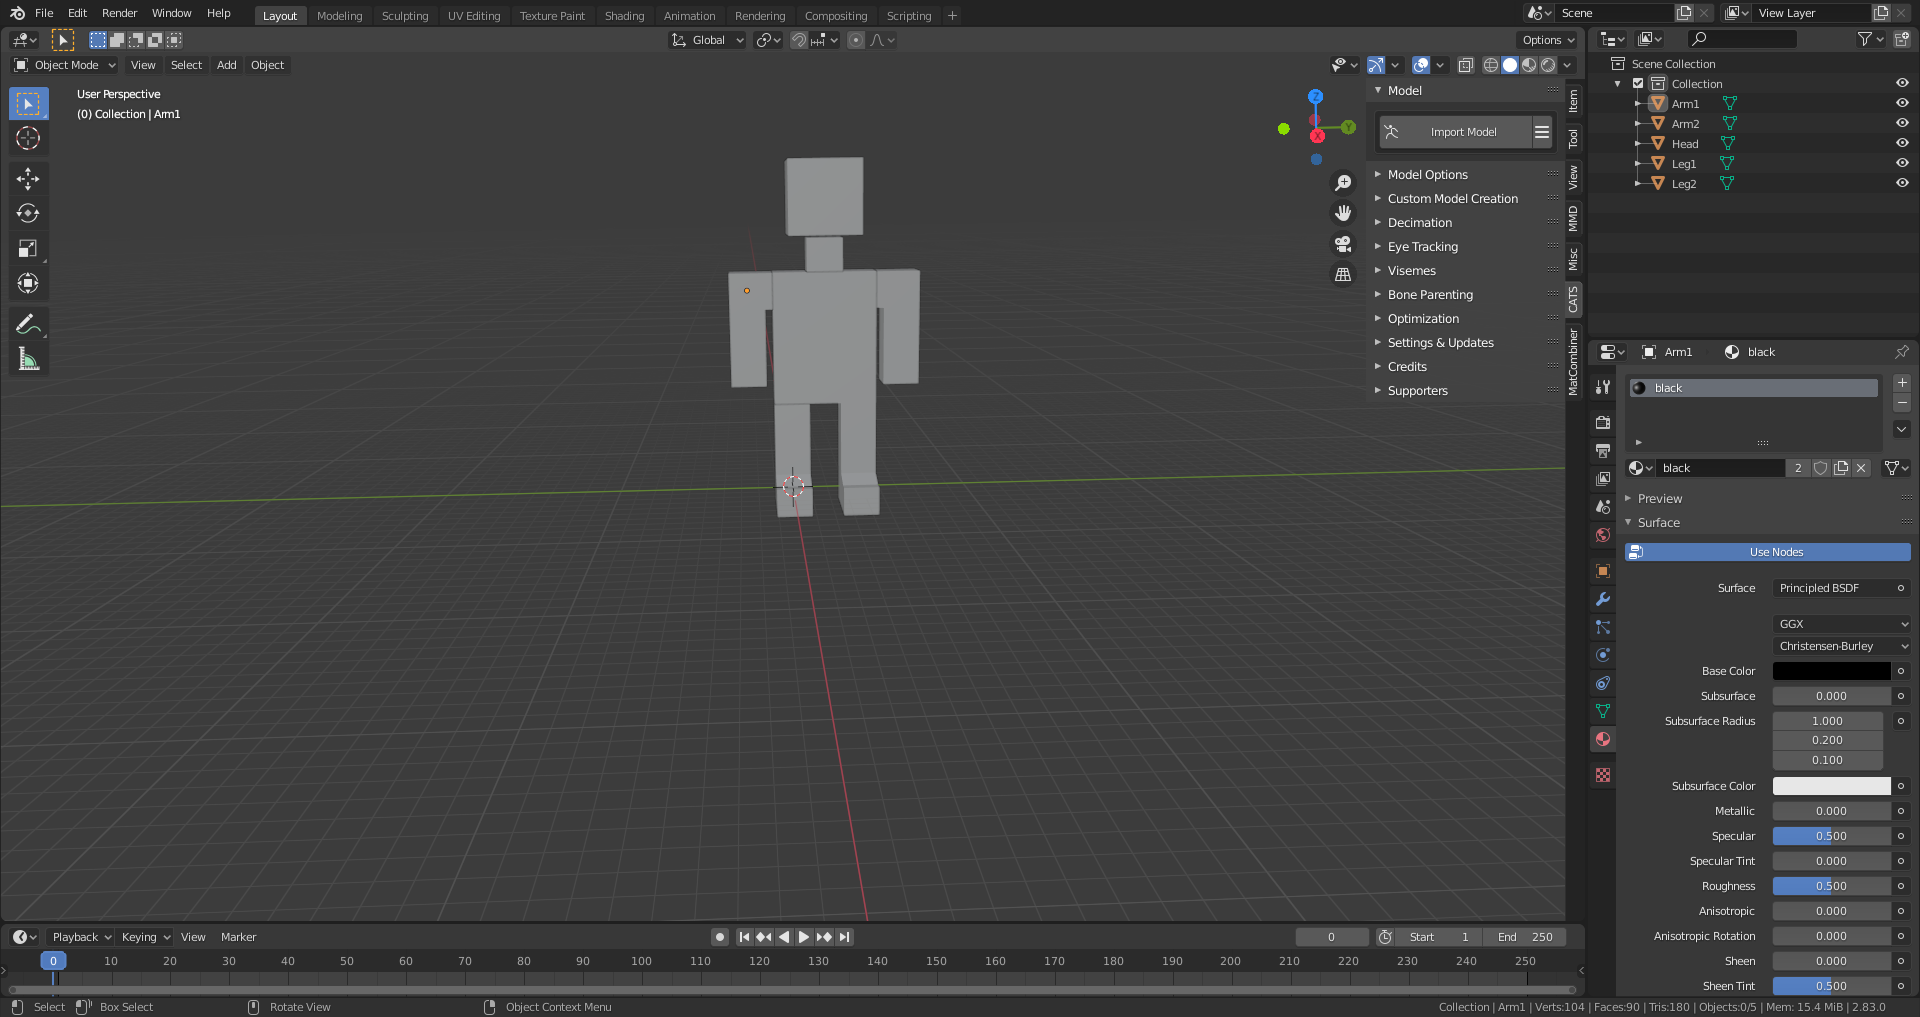 File Edit Render Window Help
Layout Modeling Sculpting UV Editing Texture Paint Shading Animation Rendering Compositing Scripting +
Scene
View Layer
Global
Options
Object Mode View Select Add Object
User Perspective
(0) Collection | Arm1
Z
Y
X
Model
Import Model
Model Options
Custom Model Creation
Decimation
Eye Tracking
Visemes
Bone Parenting
Optimization
Settings & Updates
Credits
Supporters
Item
Tool
View
MMD
Misc
CATS
MatCombiner
Scene Collection
Collection
Arm1
Arm2
Head
Leg1
Leg2
Arm1 black
black
black 2
Preview
Surface
Use Nodes
Surface Principled BSDF
GGX
Christensen-Burley
Base Color
Subsurface 0.000
Subsurface Radius 1.000
0.200
0.100
Subsurface Color
Metallic 0.000
Specular 0.500
Specular Tint 0.000
Roughness 0.500
Anisotropic 0.000
Anisotropic Rotation 0.000
Sheen 0.000
Sheen Tint 0.500
Playback Keying View Marker
0
Start 1
End 250
0 10 20 30 40 50 60 70 80 90 100 110 120 130 140 150 160 170 180 190 200 210 220 230 240 250
Select Box Select Rotate View Object Context Menu
Collection | Arm1 | Verts:104 | Faces:90 | Tris:180 | Objects:0/5 | Mem: 15.4 MiB | 2.83.0